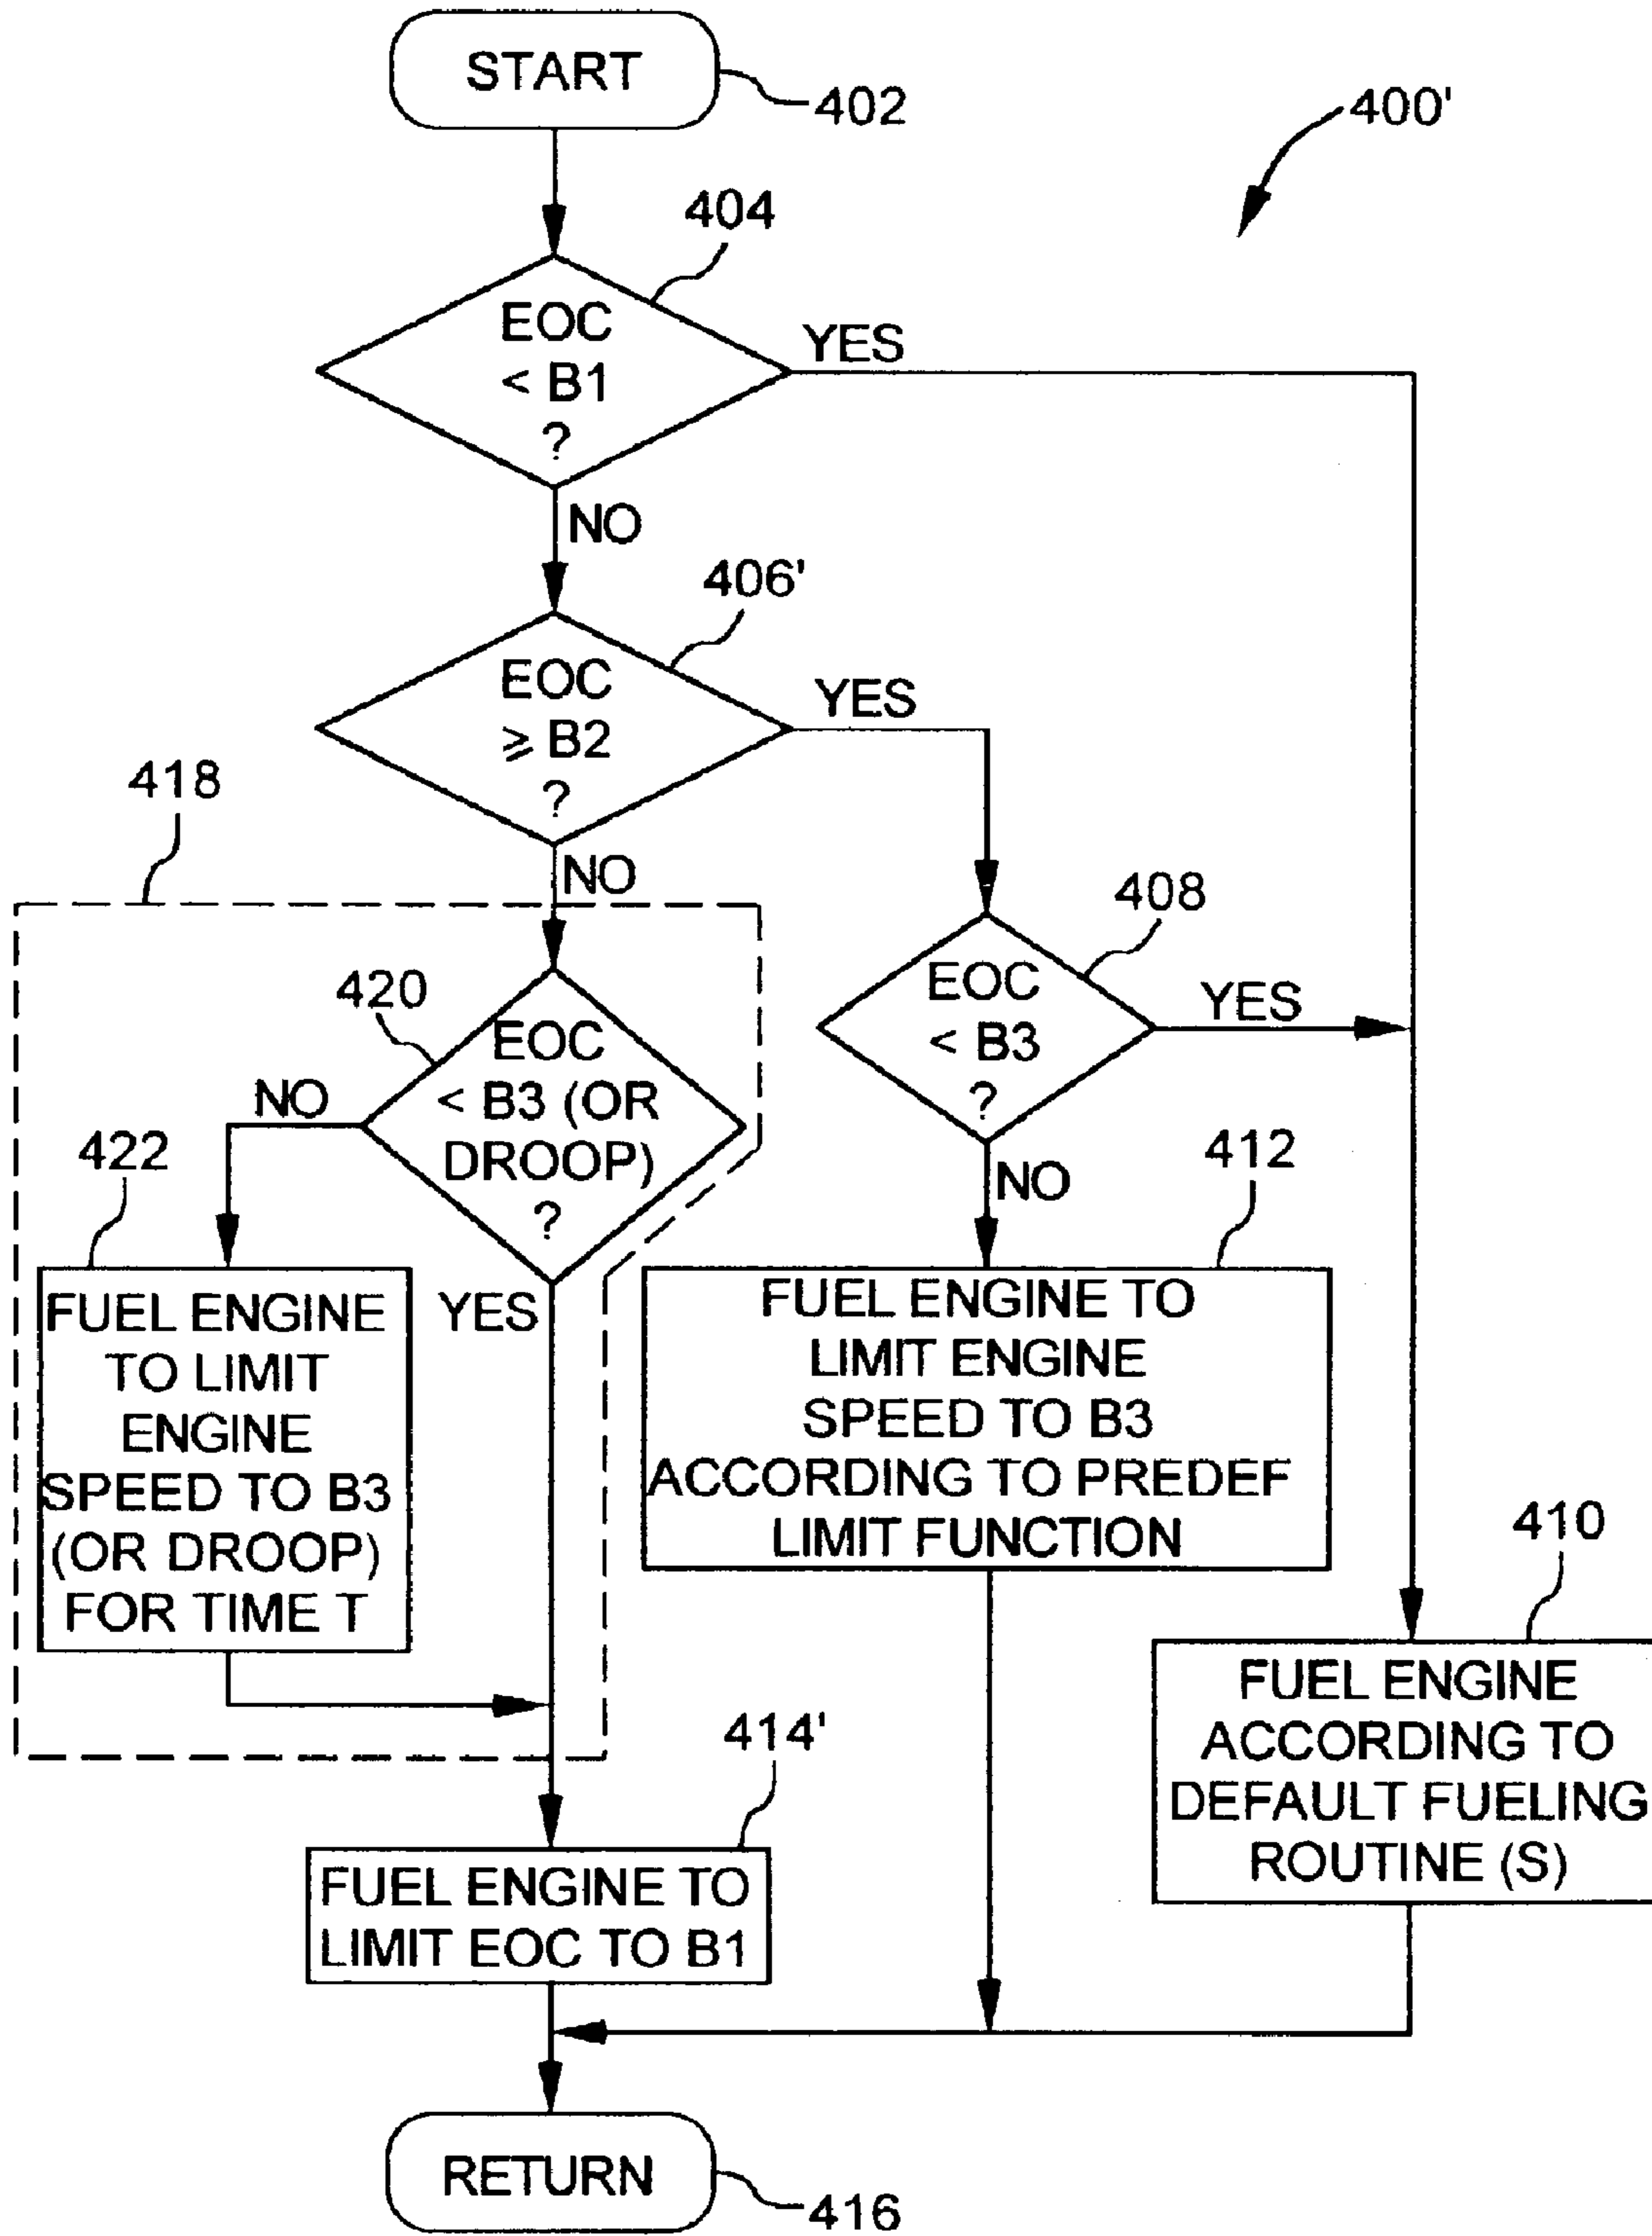 START
402
400'
404
EOC
< B1
?
YES
NO
406'
EOC
≥ B2
?
YES
418
NO
408
EOC
< B3
?
YES
420
EOC
< B3 (OR
DROOP)
?
NO
NO
412
422
YES
FUEL ENGINE
TO LIMIT
ENGINE
SPEED TO B3
(OR DROOP)
FOR TIME T
FUEL ENGINE TO
LIMIT ENGINE
SPEED TO B3
ACCORDING TO PREDEF
LIMIT FUNCTION
410
FUEL ENGINE
ACCORDING TO
DEFAULT FUELING
ROUTINE (S)
414'
FUEL ENGINE TO
LIMIT EOC TO B1
RETURN
416